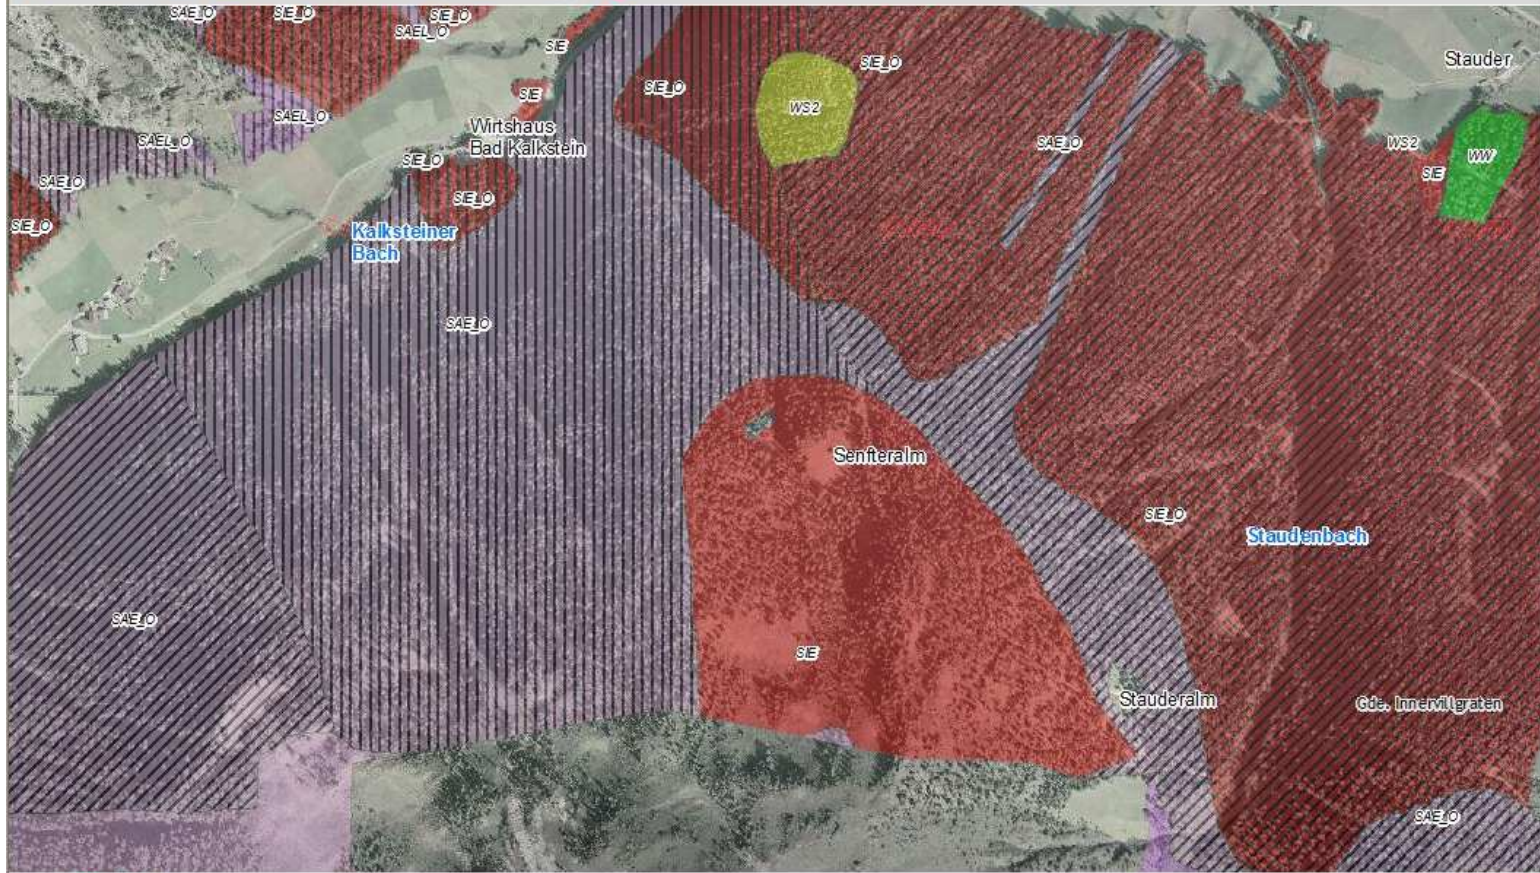 SAE_O
SIE_O
SIE_O
SAEL_O
SIE
SIE_O
SIE_O
Stauder
SIE
WS2
SAEL_O
Wirtshaus
Bad Kalkstein
SAEL_O
SAE_O
WS2
SIE_O
WW
SIE
SAE_O
SIE_O
SIE_O
Kalksteiner
Bach
SAE_O
Senfteralm
SIE_O
Staudenbach
SAE_O
SIE
Stauderalm
Gde. Innervillgraten
SAE_O